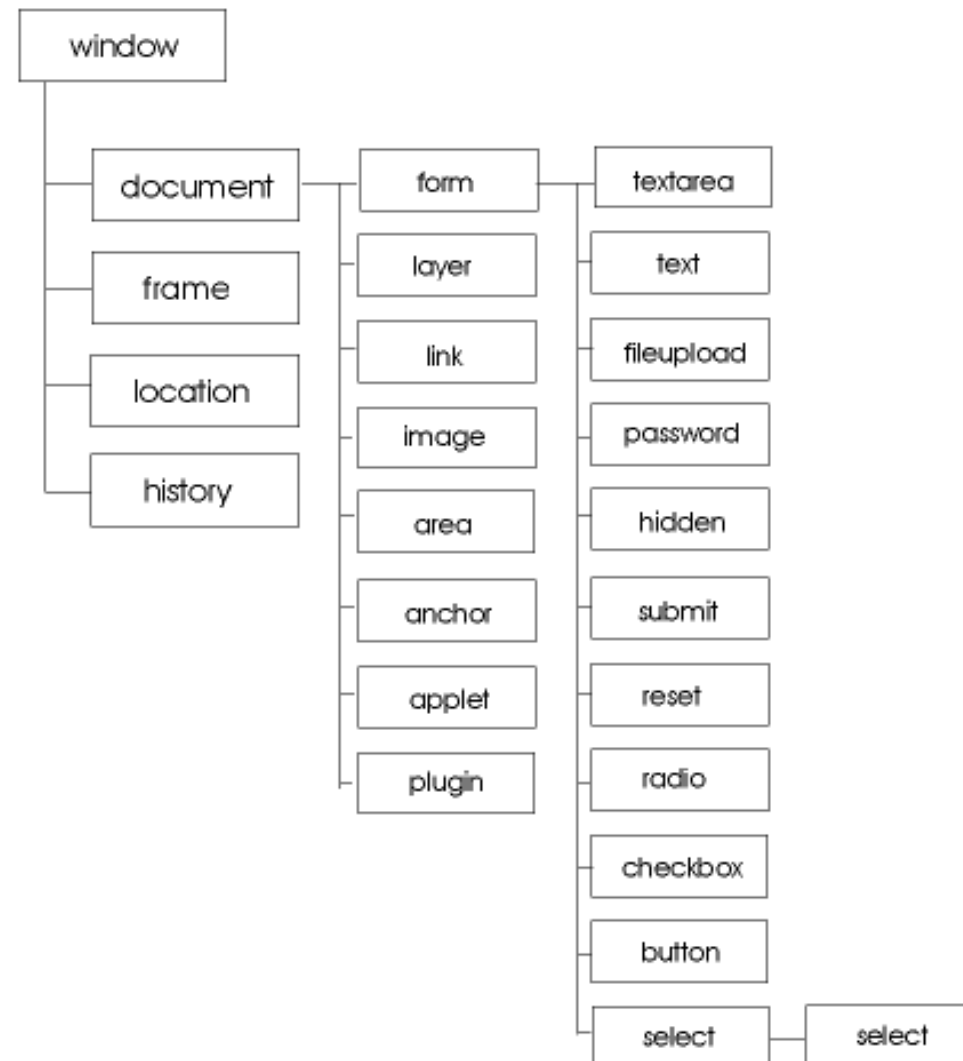 window
document
frame
location
history
form
layer
link
image
area
anchor
applet
plugin
textarea
text
fileupload
password
hidden
submit
reset
radio
checkbox
button
select
select